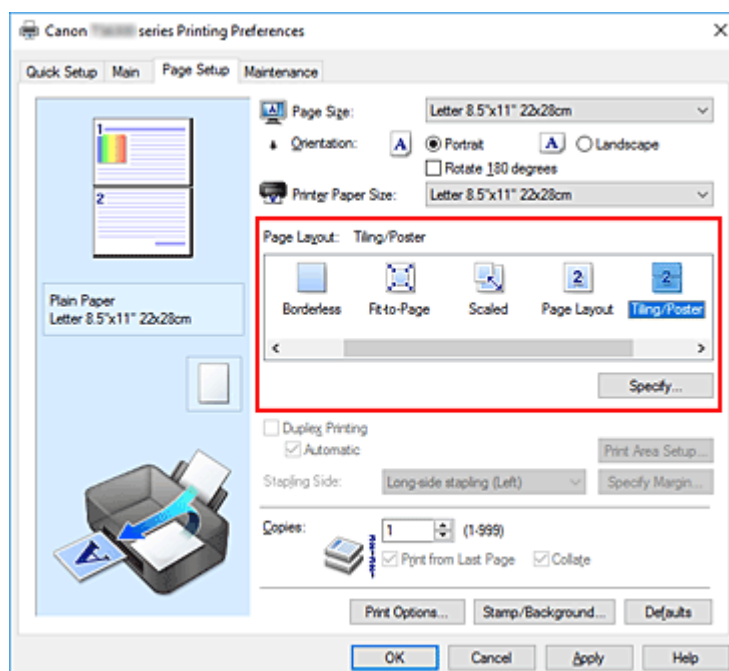 Canon series Printing Preferences
Quick Setup Main Page Setup Maintenance
1
2
Plain Paper
Letter 8.5"x11" 22x28cm
A
Page Size: Letter 8.5"x11" 22x28cm
Orientation: A Portrait A Landscape
Rotate 180 degrees
Printer Paper Size: Letter 8.5"x11" 22x28cm
Page Layout: Tiling/Poster
2 2
Borderless Fit-to-Page Scaled Page Layout Tiling/Poster
Specify...
Duplex Printing
Automatic Print Area Setup...
Stapling Side: Long-side stapling (Left) Specify Margin...
Copies: 1 (1-999)
Print from Last Page Collate
Print Options... Stamp/Background... Defaults
OK Cancel Apply Help